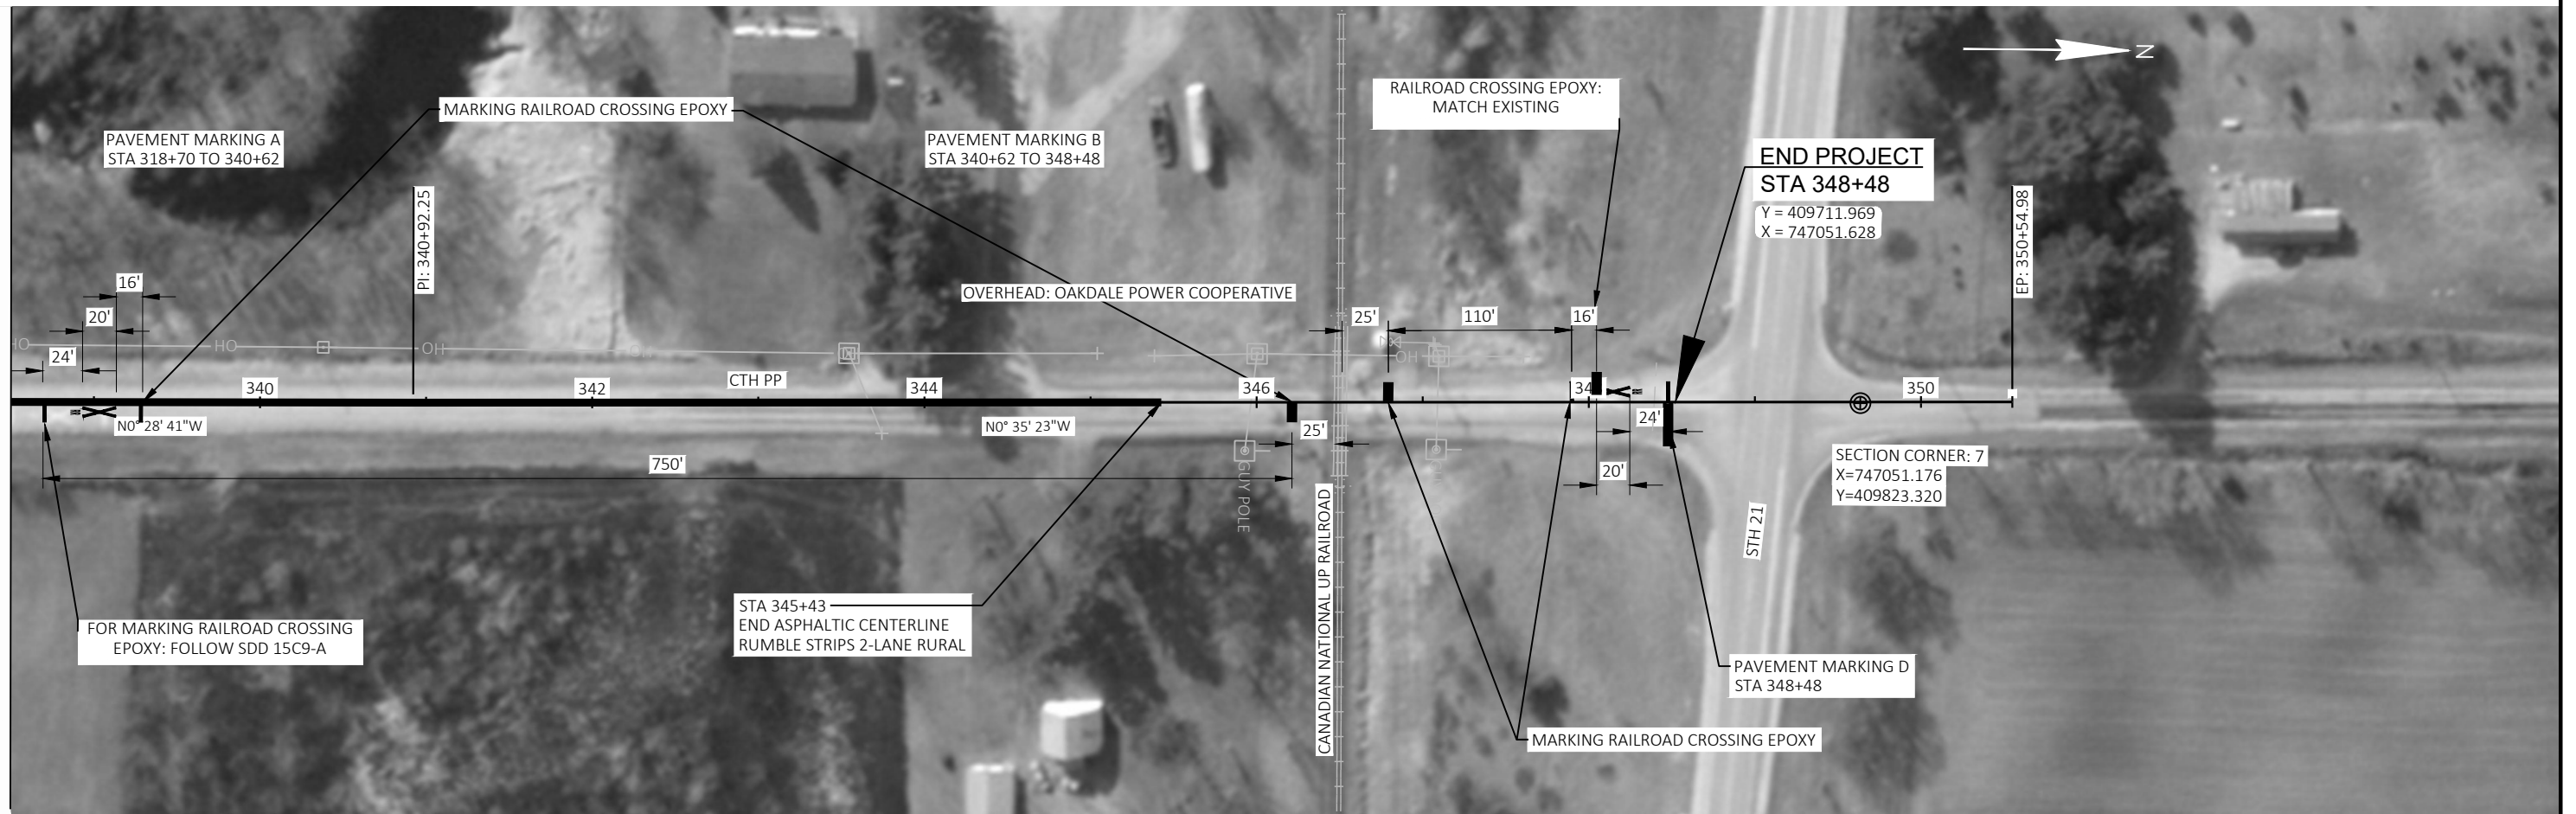 N
MARKING RAILROAD CROSSING EPOXY
RAILROAD CROSSING EPOXY:
MATCH EXISTING
PAVEMENT MARKING A
STA 318+70 TO 340+62
PAVEMENT MARKING B
STA 340+62 TO 348+48
END PROJECT
STA 348+48
Y = 409711.969
X = 747051.628
PI: 340+92.25
EP: 350+54.98
OVERHEAD: OAKDALE POWER COOPERATIVE
16'
20'
24'
25'
110'
16'
OH
OH
OH
OH
OH
340
342
CTH PP
344
346
350
N0° 28' 41"W
N0° 35' 23"W
25'
24'
20'
750'
GUY POLE
CANADIAN NATIONAL UP RAILROAD
STH 21
SECTION CORNER: 7
X=747051.176
Y=409823.320
STA 345+43
END ASPHALTIC CENTERLINE
RUMBLE STRIPS 2-LANE RURAL
FOR MARKING RAILROAD CROSSING
EPOXY: FOLLOW SDD 15C9-A
PAVEMENT MARKING D
STA 348+48
MARKING RAILROAD CROSSING EPOXY